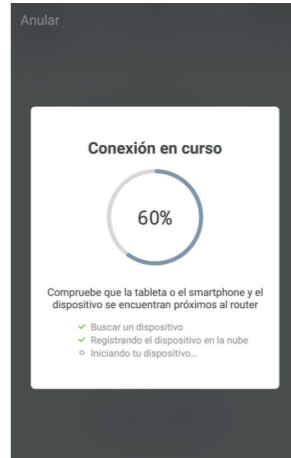 Anular
Conexión en curso
60%
Compruebe que la tableta o el smartphone y el
dispositivo se encuentran próximos al router
Buscar un dispositivo
Registrando el dispositivo en la nube
Iniciando tu dispositivo...